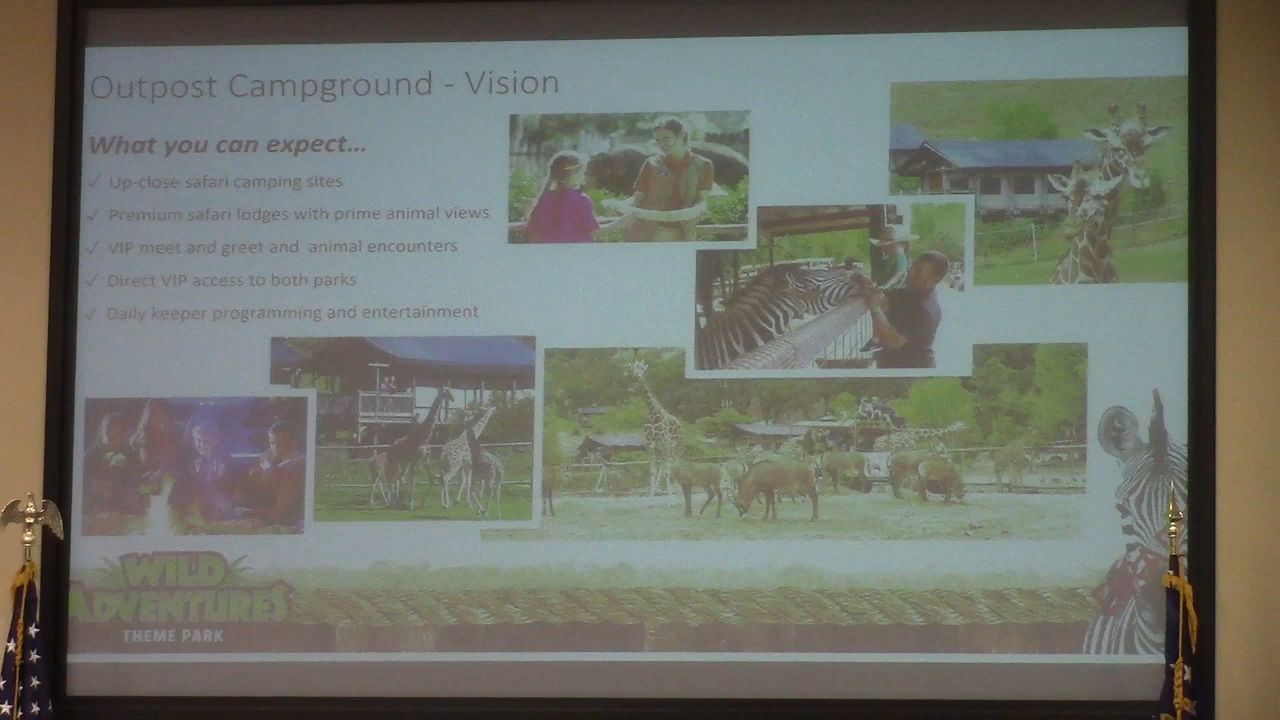 Outpost Campground - Vision
What you can expect...
✓ Up-close safari camping sites
✓ Premium safari lodges with prime animal views
✓ VIP meet and greet and animal encounters
✓ Direct VIP access to both parks
✓ Daily keeper programming and entertainment
WILD
ADVENTURES
THEME PARK